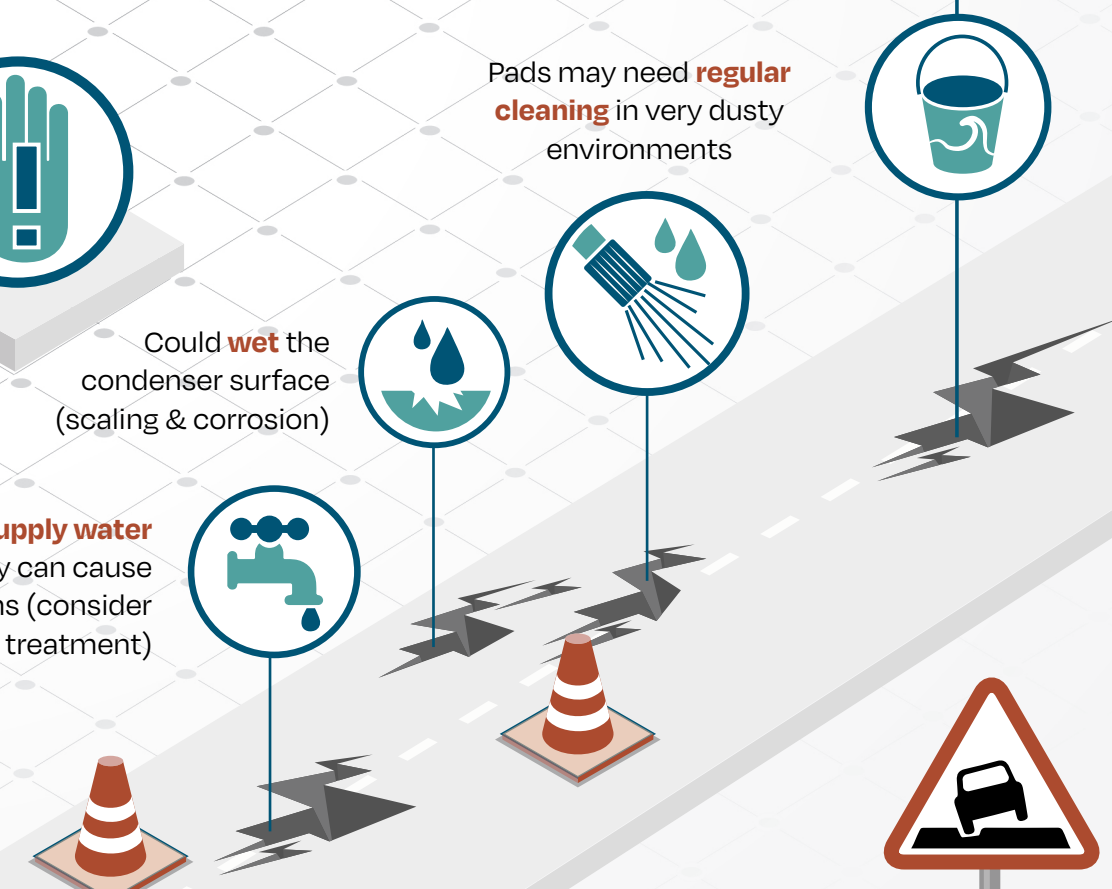 Pads may need regular
cleaning in very dusty
environments
Could wet the
condenser surface
(scaling & corrosion)
upply water
y can cause
ns (consider
treatment)